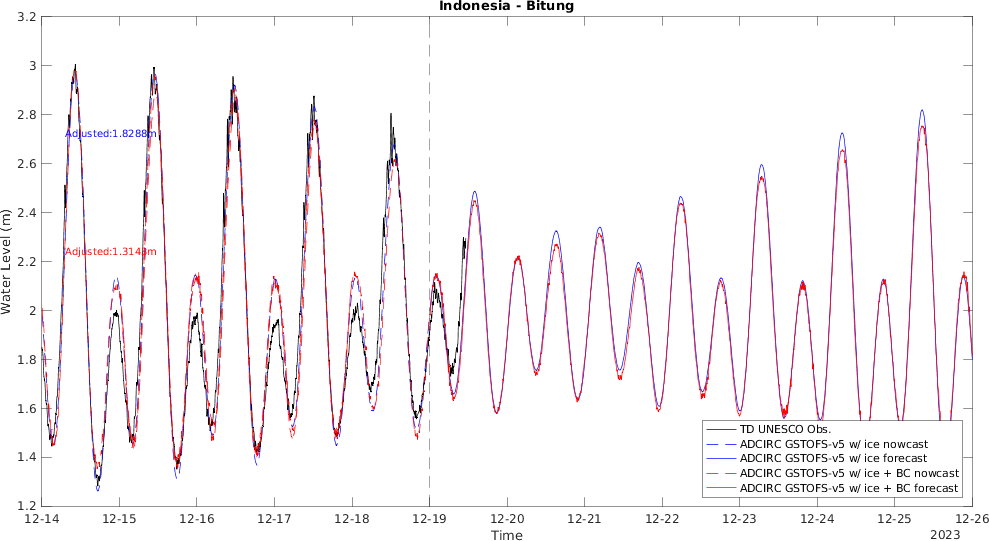 Indonesia - Bitung
Water Level (m)
3.2
3
2.8
2.6
2.4
2.2
2
1.8
1.6
1.4
1.2
Adjusted:1.8288m
Adjusted:1.3143m
TD UNESCO Obs.
ADCIRC GSTOFS-v5 w/ ice nowcast
ADCIRC GSTOFS-v5 w/ ice forecast
ADCIRC GSTOFS-v5 w/ ice + BC nowcast
ADCIRC GSTOFS-v5 w/ ice + BC forecast
12-14 12-15 12-16 12-17 12-18 12-19 12-20 12-21 12-22 12-23 12-24 12-25 12-26
Time
2023